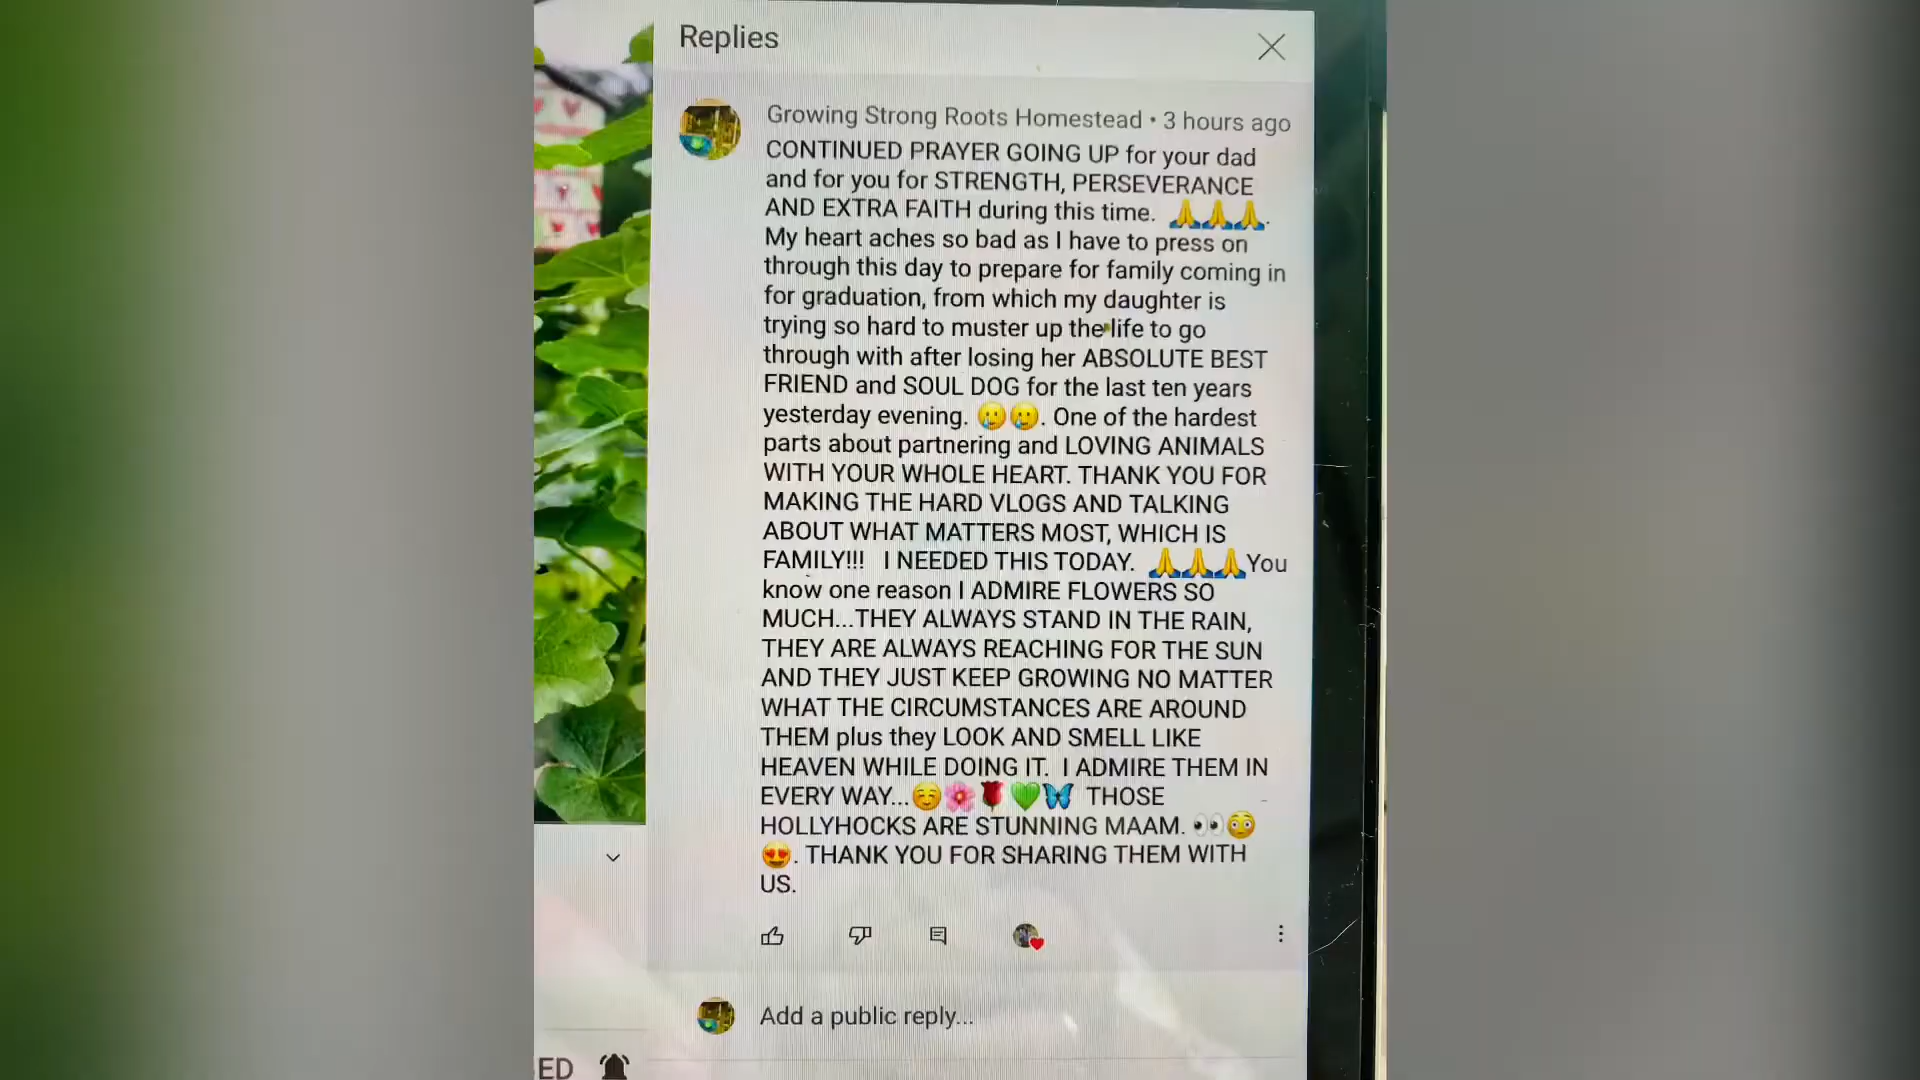 Replies
Growing Strong Roots Homestead • 3 hours ago
CONTINUED PRAYER GOING UP for your dad
and for you for STRENGTH, PERSEVERANCE
AND EXTRA FAITH during this time. 🙏🙏🙏.
My heart aches so bad as I have to press on
through this day to prepare for family coming in
for graduation, from which my daughter is
trying so hard to muster up the life to go
through with after losing her ABSOLUTE BEST
FRIEND and SOUL DOG for the last ten years
yesterday evening. 🥲🥲. One of the hardest
parts about partnering and LOVING ANIMALS
WITH YOUR WHOLE HEART. THANK YOU FOR
MAKING THE HARD VLOGS AND TALKING
ABOUT WHAT MATTERS MOST, WHICH IS
FAMILY!!! I NEEDED THIS TODAY. 🙏🙏🙏You
know one reason I ADMIRE FLOWERS SO
MUCH...THEY ALWAYS STAND IN THE RAIN,
THEY ARE ALWAYS REACHING FOR THE SUN
AND THEY JUST KEEP GROWING NO MATTER
WHAT THE CIRCUMSTANCES ARE AROUND
THEM plus they LOOK AND SMELL LIKE
HEAVEN WHILE DOING IT. I ADMIRE THEM IN
EVERY WAY...☺️🌸🌹💚🦋 THOSE
HOLLYHOCKS ARE STUNNING MAAM. 👀😳
😍. THANK YOU FOR SHARING THEM WITH
US.
Add a public reply...
ED